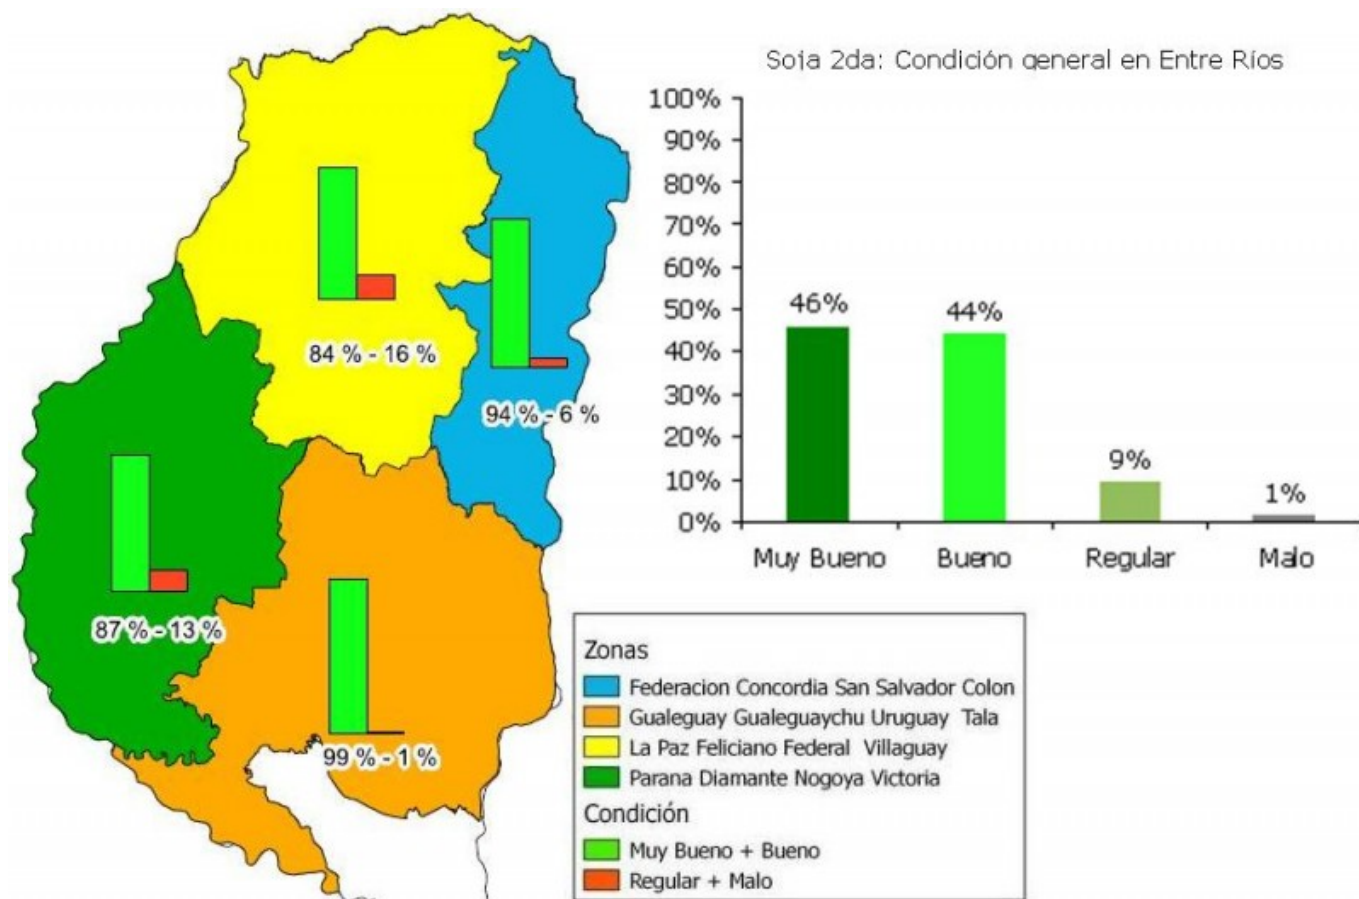 84 % - 16 %
94 % - 6 %
87 % - 13 %
99 % - 1 %
Soja 2da: Condición general en Entre Ríos
100%
90%
80%
70%
60%
50%
40%
30%
20%
10%
0%
46%
44%
9%
1%
Muy Bueno
Bueno
Regular
Malo
Zonas
Federacion Concordia San Salvador Colon
Gualeguay Gualeguaychu Uruguay Tala
La Paz Feliciano Federal Villaguay
Parana Diamante Nogoya Victoria
Condición
Muy Bueno + Bueno
Regular + Malo